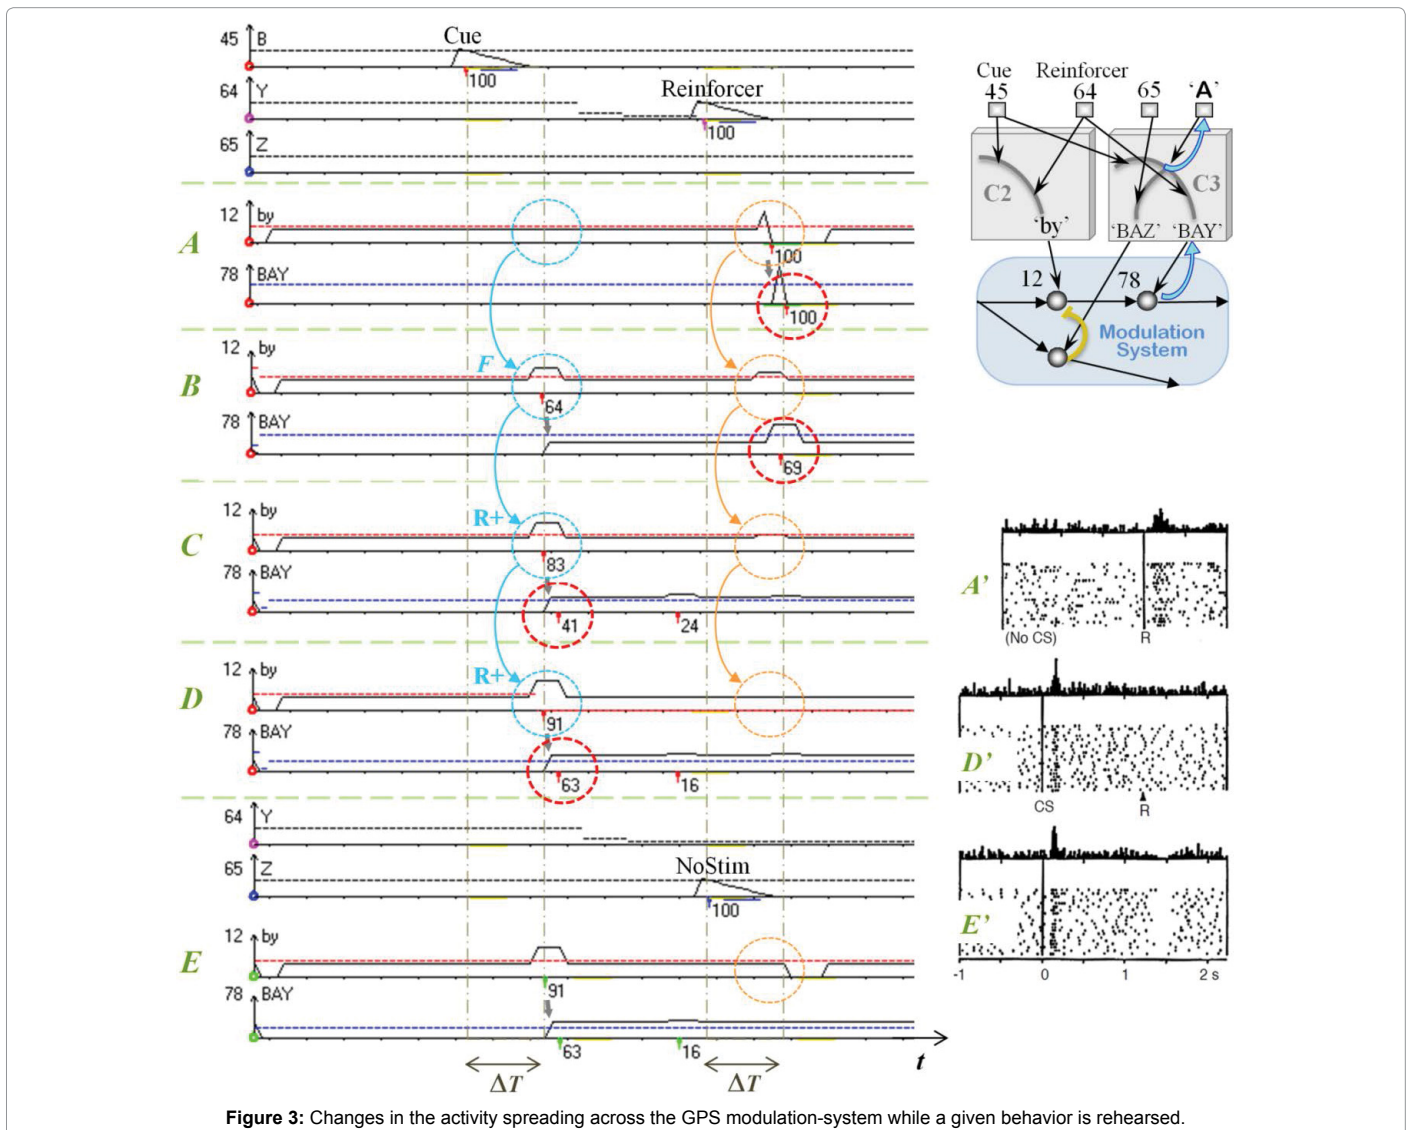 45 B
Cue
100
64 Y
Reinforcer
100
65 Z
A
12 by
100
78 BAY
100
B
12 by
F
64
78 BAY
69
C
12 by
R+
83
78 BAY
41
24
D
12 by
R+
91
78 BAY
63
16
64 Y
65 Z
NoStim
100
E
12 by
91
78 BAY
63
16
t
ΔT
ΔT
Cue Reinforcer
45 64 65 ‘A’
C2
C3
‘by’
‘BAZ’ ‘BAY’
12
78
Modulation
System
A’
(No CS) R
D’
CS R
E’
-1 0 1 2 s
Figure 3: Changes in the activity spreading across the GPS modulation-system while a given behavior is rehearsed.